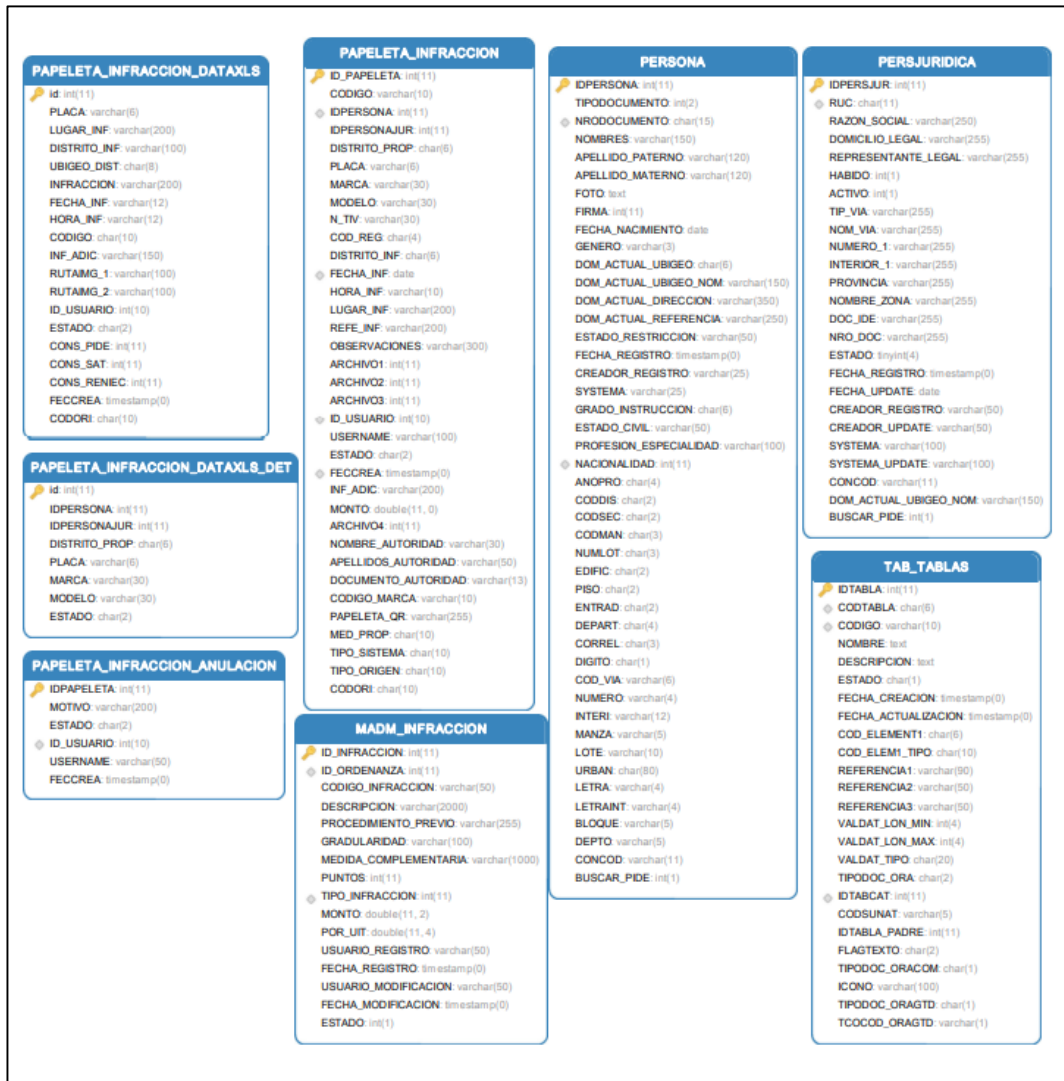 PAPELETA_INFRACCION_DATAXLS
id: int(11)
PLACA: varchar(6)
LUGAR_INF: varchar(200)
DISTRITO_INF: varchar(100)
UBIGEO_DIST: char(8)
INFRACCION: varchar(200)
FECHA_INF: varchar(12)
HORA_INF: varchar(12)
CODIGO: char(10)
INF_ADIC: varchar(150)
RUTAIMG_1: varchar(100)
RUTAIMG_2: varchar(100)
ID_USUARIO: int(10)
ESTADO: char(2)
CONS_PIDE: int(11)
CONS_SAT: int(11)
CONS_RENIEC: int(11)
FECCREA: timestamp(0)
CODORI: char(10)
PAPELETA_INFRACCION_DATAXLS_DET
id: int(11)
IDPERSONA: int(11)
IDPERSONAJUR: int(11)
DISTRITO_PROP: char(6)
PLACA: varchar(6)
MARCA: varchar(30)
MODELO: varchar(30)
ESTADO: char(2)
PAPELETA_INFRACCION_ANULACION
IDPAPELETA: int(11)
MOTIVO: varchar(200)
ESTADO: char(2)
ID_USUARIO: int(10)
USERNAME: varchar(50)
FECCREA: timestamp(0)
PAPELETA_INFRACCION
ID_PAPELETA: int(11)
CODIGO: varchar(10)
IDPERSONA: int(11)
IDPERSONAJUR: int(11)
DISTRITO_PROP: char(6)
PLACA: varchar(6)
MARCA: varchar(30)
MODELO: varchar(30)
N_TIV: varchar(30)
COD_REG: char(4)
DISTRITO_INF: char(6)
FECHA_INF: date
HORA_INF: varchar(10)
LUGAR_INF: varchar(200)
REFE_INF: varchar(200)
OBSERVACIONES: varchar(300)
ARCHIVO1: int(11)
ARCHIVO2: int(11)
ARCHIVO3: int(11)
ID_USUARIO: int(10)
USERNAME: varchar(100)
ESTADO: char(2)
FECCREA: timestamp(0)
INF_ADIC: varchar(200)
MONTO: double(11, 0)
ARCHIVO4: int(11)
NOMBRE_AUTORIDAD: varchar(30)
APELLIDOS_AUTORIDAD: varchar(50)
DOCUMENTO_AUTORIDAD: varchar(13)
CODIGO_MARCA: varchar(10)
PAPELETA_QR: varchar(255)
MED_PROP: char(10)
TIPO_SISTEMA: char(10)
TIPO_ORIGEN: char(10)
CODORI: char(10)
MADM_INFRACCION
ID_INFRACCION: int(11)
ID_ORDENANZA: int(11)
CODIGO_INFRACCION: varchar(50)
DESCRIPCION: varchar(2000)
PROCEDIMIENTO_PREVIO: varchar(255)
GRADULARIDAD: varchar(100)
MEDIDA_COMPLEMENTARIA: varchar(1000)
PUNTOS: int(11)
TIPO_INFRACCION: int(11)
MONTO: double(11, 2)
POR_UIT: double(11, 4)
USUARIO_REGISTRO: varchar(50)
FECHA_REGISTRO: timestamp(0)
USUARIO_MODIFICACION: varchar(50)
FECHA_MODIFICACION: timestamp(0)
ESTADO: int(1)
PERSONA
IDPERSONA: int(11)
TIPODOCUMENTO: int(2)
NRODOCUMENTO: char(15)
NOMBRES: varchar(150)
APELLIDO_PATERNO: varchar(120)
APELLIDO_MATERNO: varchar(120)
FOTO: text
FIRMA: int(11)
FECHA_NACIMIENTO: date
GENERO: varchar(3)
DOM_ACTUAL_UBIGEO: char(6)
DOM_ACTUAL_UBIGEO_NOM: varchar(150)
DOM_ACTUAL_DIRECCION: varchar(350)
DOM_ACTUAL_REFERENCIA: varchar(250)
ESTADO_RESTRICCION: varchar(50)
FECHA_REGISTRO: timestamp(0)
CREADOR_REGISTRO: varchar(25)
SYSTEMA: varchar(25)
GRADO_INSTRUCCION: char(6)
ESTADO_CIVIL: varchar(50)
PROFESION_ESPECIALIDAD: varchar(100)
NACIONALIDAD: int(11)
ANOPRO: char(4)
CODDIS: char(2)
CODSEC: char(2)
CODMAN: char(3)
NUMLOT: char(3)
EDIFIC: char(2)
PISO: char(2)
ENTRAD: char(2)
DEPART: char(4)
CORREL: char(3)
DIGITO: char(1)
COD_VIA: varchar(6)
NUMERO: varchar(4)
INTERI: varchar(12)
MANZA: varchar(5)
LOTE: varchar(10)
URBAN: char(80)
LETRA: varchar(4)
LETRAINT: varchar(4)
BLOQUE: varchar(5)
DEPTO: varchar(5)
CONCOD: varchar(11)
BUSCAR_PIDE: int(1)
PERSJURIDICA
IDPERSJUR: int(11)
RUC: char(11)
RAZON_SOCIAL: varchar(250)
DOMICILIO_LEGAL: varchar(255)
REPRESENTANTE_LEGAL: varchar(255)
HABIDO: int(1)
ACTIVO: int(1)
TIP_VIA: varchar(255)
NOM_VIA: varchar(255)
NUMERO_1: varchar(255)
INTERIOR_1: varchar(255)
PROVINCIA: varchar(255)
NOMBRE_ZONA: varchar(255)
DOC_IDE: varchar(255)
NRO_DOC: varchar(255)
ESTADO: tinyint(4)
FECHA_REGISTRO: timestamp(0)
FECHA_UPDATE: date
CREADOR_REGISTRO: varchar(50)
CREADOR_UPDATE: varchar(50)
SYSTEMA: varchar(100)
SYSTEMA_UPDATE: varchar(100)
CONCOD: varchar(11)
DOM_ACTUAL_UBIGEO_NOM: varchar(150)
BUSCAR_PIDE: int(1)
TAB_TABLAS
IDTABLA: int(11)
CODTABLA: char(6)
CODIGO: varchar(10)
NOMBRE: text
DESCRIPCION: text
ESTADO: char(1)
FECHA_CREACION: timestamp(0)
FECHA_ACTUALIZACION: timestamp(0)
COD_ELEMENT1: char(6)
COD_ELEM1_TIPO: char(10)
REFERENCIA1: varchar(90)
REFERENCIA2: varchar(50)
REFERENCIA3: varchar(50)
VALDAT_LON_MIN: int(4)
VALDAT_LON_MAX: int(4)
VALDAT_TIPO: char(20)
TIPODOC_ORA: char(2)
IDTABCAT: int(11)
CODSUNAT: varchar(5)
IDTABLA_PADRE: int(11)
FLAGTEXTO: char(2)
TIPODOC_ORACOM: char(1)
ICONO: varchar(100)
TIPODOC_ORAGTD: char(1)
TCOCOD_ORAGTD: varchar(1)